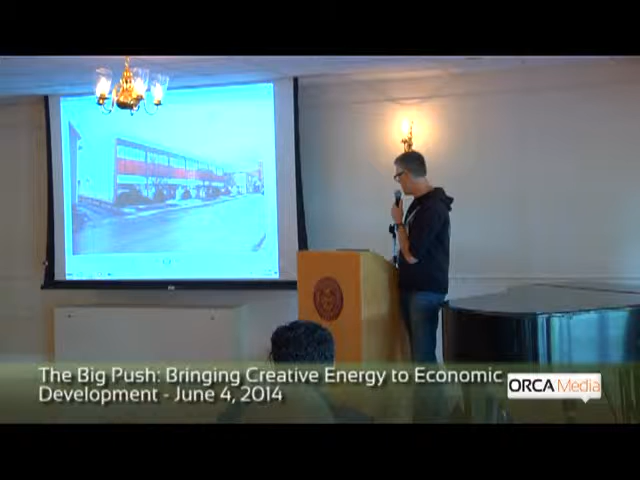 The Big Push: Bringing Creative Energy to Economic
Development - June 4, 2014
ORCA Media